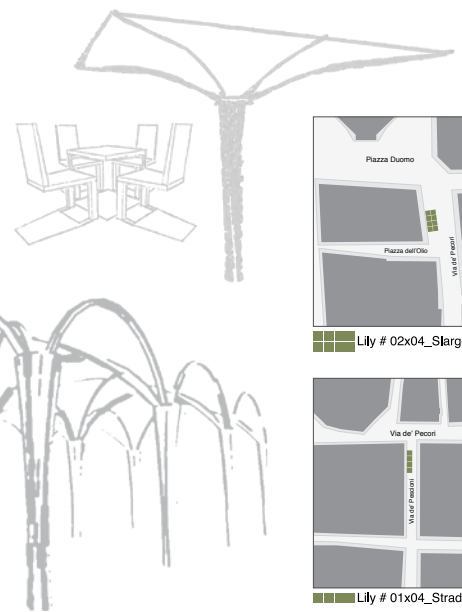 Piazza Duomo
Piazza dell'Olio
Via de' Pecori
Lily # 02x04_Slarg
Via de' Pecori
Via de' Pescioni
Lily # 01x04_Strad